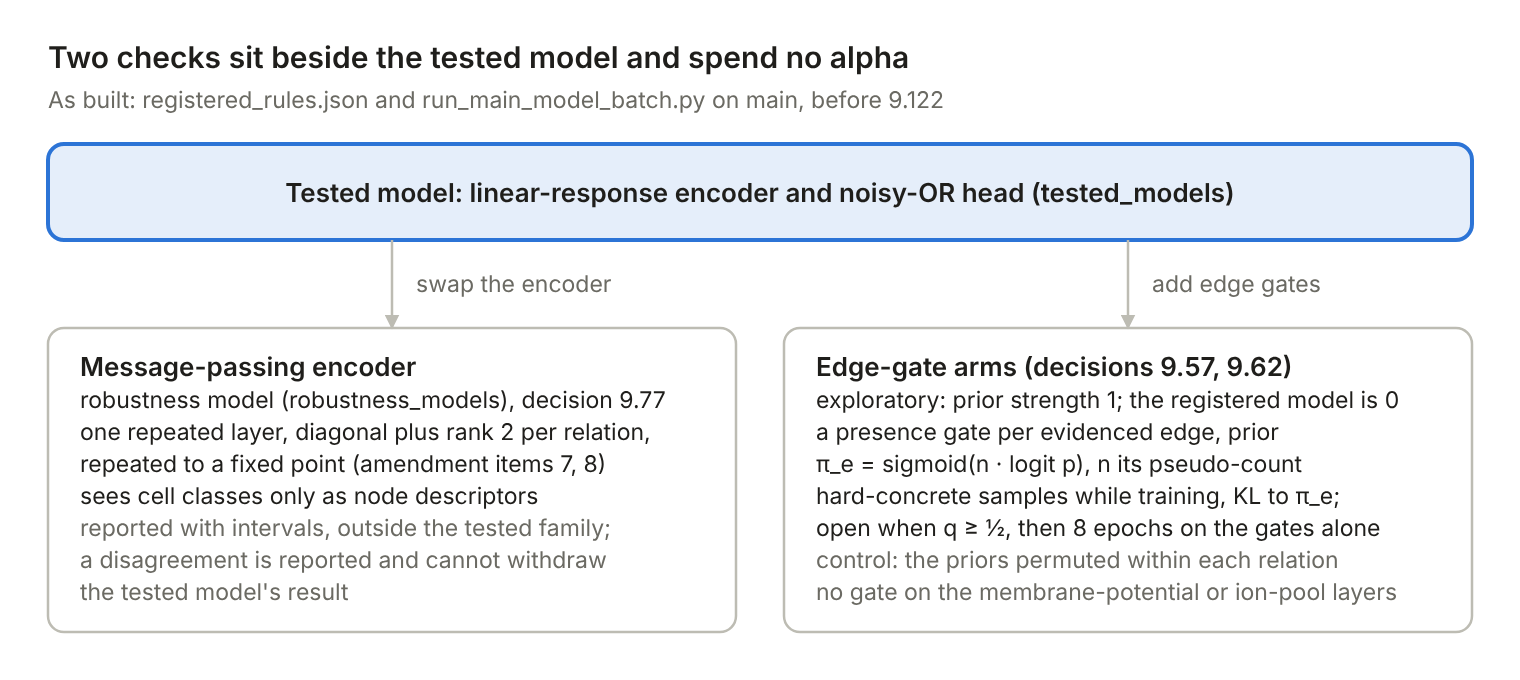 Two checks sit beside the tested model and spend no alpha
As built: registered_rules.json and run_main_model_batch.py on main, before 9.122
Tested model: linear-response encoder and noisy-OR head (tested_models)
swap the encoder
add edge gates
Message-passing encoder
robustness model (robustness_models), decision 9.77
one repeated layer, diagonal plus rank 2 per relation,
repeated to a fixed point (amendment items 7, 8)
sees cell classes only as node descriptors
reported with intervals, outside the tested family;
a disagreement is reported and cannot withdraw
the tested model's result
Edge-gate arms (decisions 9.57, 9.62)
exploratory: prior strength 1; the registered model is 0
a presence gate per evidenced edge, prior
π_e = sigmoid(n · logit p), n its pseudo-count
hard-concrete samples while training, KL to π_e;
open when q ≥ ½, then 8 epochs on the gates alone
control: the priors permuted within each relation
no gate on the membrane-potential or ion-pool layers